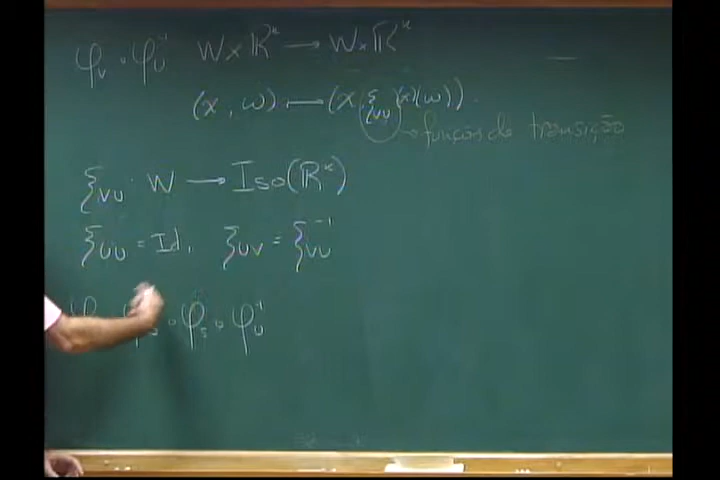 φ_V ∘ φ_U^{-1} W × ℝ^k → W × ℝ^k
(x, w) ⟼ (x, ξ_{VU}(x)(w)).
→ funções de transição
ξ_{VU} : W → Iso(ℝ^k)
ξ_{UU} = Id, ξ_{UV} = ξ_{VU}^{-1}
∘ φ_S ∘ φ_U^{-1}